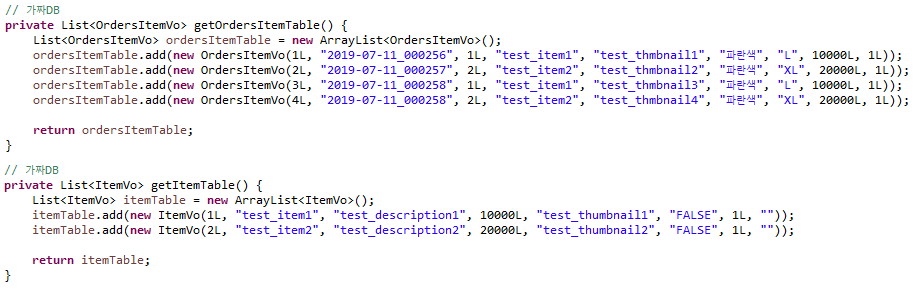 // 가짜DB
private List<OrdersItemVo> getOrdersItemTable() {
    List<OrdersItemVo> ordersItemTable = new ArrayList<OrdersItemVo>();
    ordersItemTable.add(new OrdersItemVo(1L, "2019-07-11_000256", 1L, "test_item1", "test_thmbnail1", "파란색", "L", 10000L, 1L));
    ordersItemTable.add(new OrdersItemVo(2L, "2019-07-11_000257", 2L, "test_item2", "test_thmbnail2", "파란색", "XL", 20000L, 1L));
    ordersItemTable.add(new OrdersItemVo(3L, "2019-07-11_000258", 1L, "test_item1", "test_thmbnail3", "파란색", "L", 10000L, 1L));
    ordersItemTable.add(new OrdersItemVo(4L, "2019-07-11_000258", 2L, "test_item2", "test_thmbnail4", "파란색", "XL", 20000L, 1L));
    return ordersItemTable;
}
// 가짜DB
private List<ItemVo> getItemTable() {
    List<ItemVo> itemTable = new ArrayList<ItemVo>();
    itemTable.add(new ItemVo(1L, "test_item1", "test_description1", 10000L, "test_thumbnail1", "FALSE", 1L, ""));
    itemTable.add(new ItemVo(2L, "test_item2", "test_description2", 20000L, "test_thumbnail2", "FALSE", 1L, ""));
    return itemTable;
}